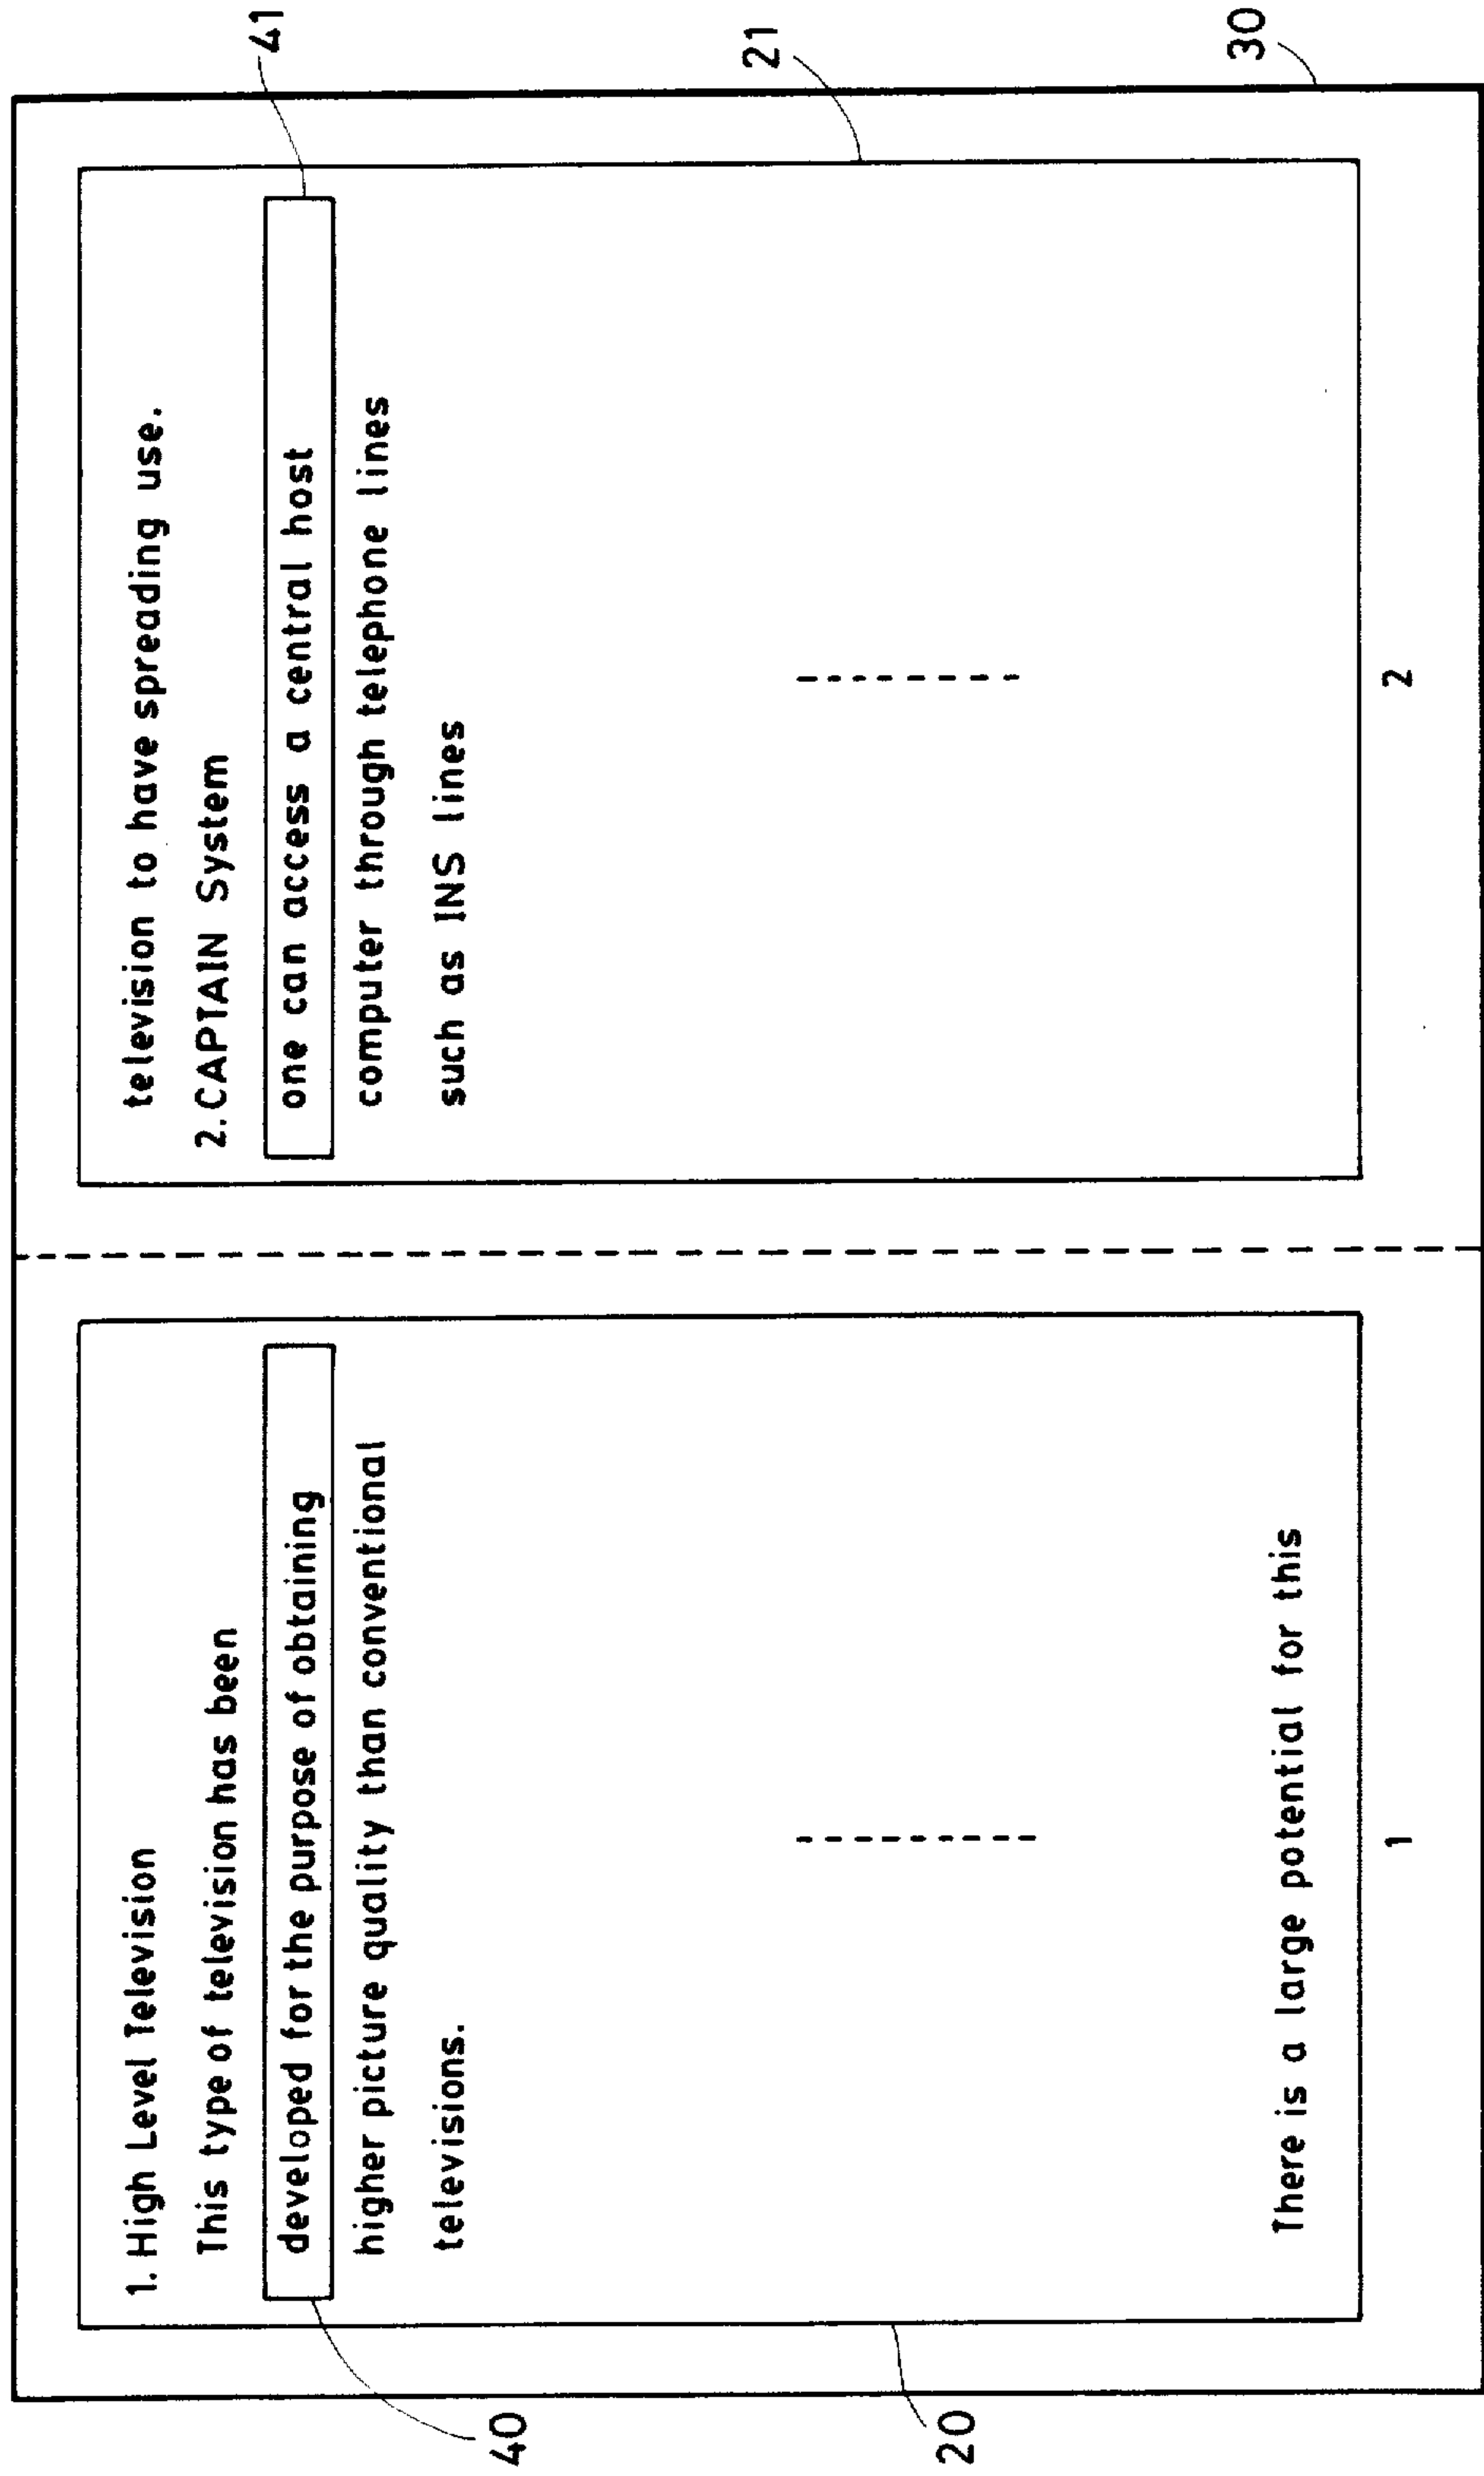 1. High Level Television
This type of television has been
developed for the purpose of obtaining
higher picture quality than conventional
televisions.
There is a large potential for this
1
television to have spreading use.
2. CAPTAIN System
one can access a central host
computer through telephone lines
such as INS lines
2
40
20
41
21
30